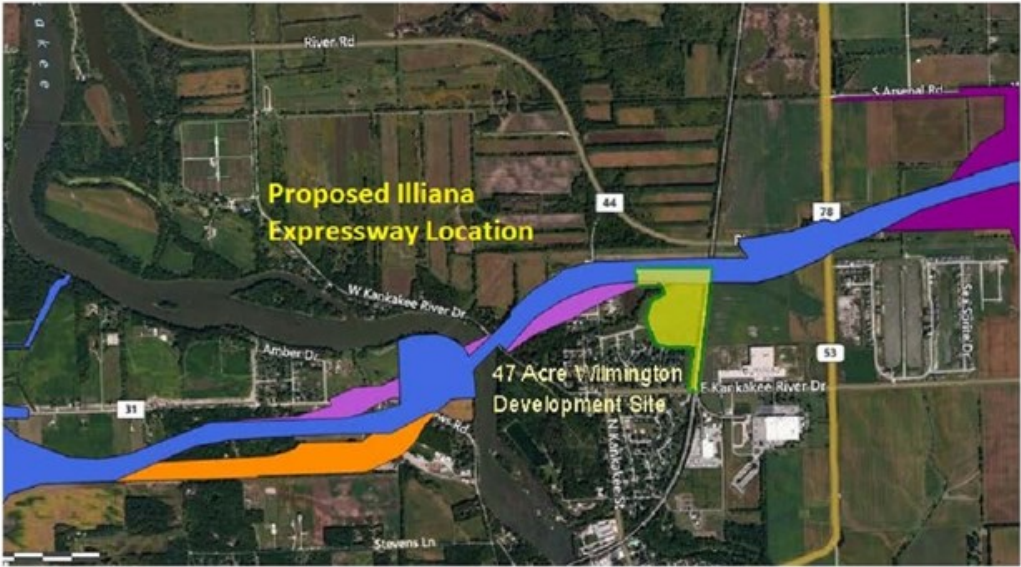 kakee
River Rd
S Arsenal Rd
Proposed Illiana
Expressway Location
44
78
W Kankakee River Dr
Amber Dr
53
47 Acre Wilmington
Development Site
E Kankakee River Dr
31
N Kankakee St
Stevens Ln